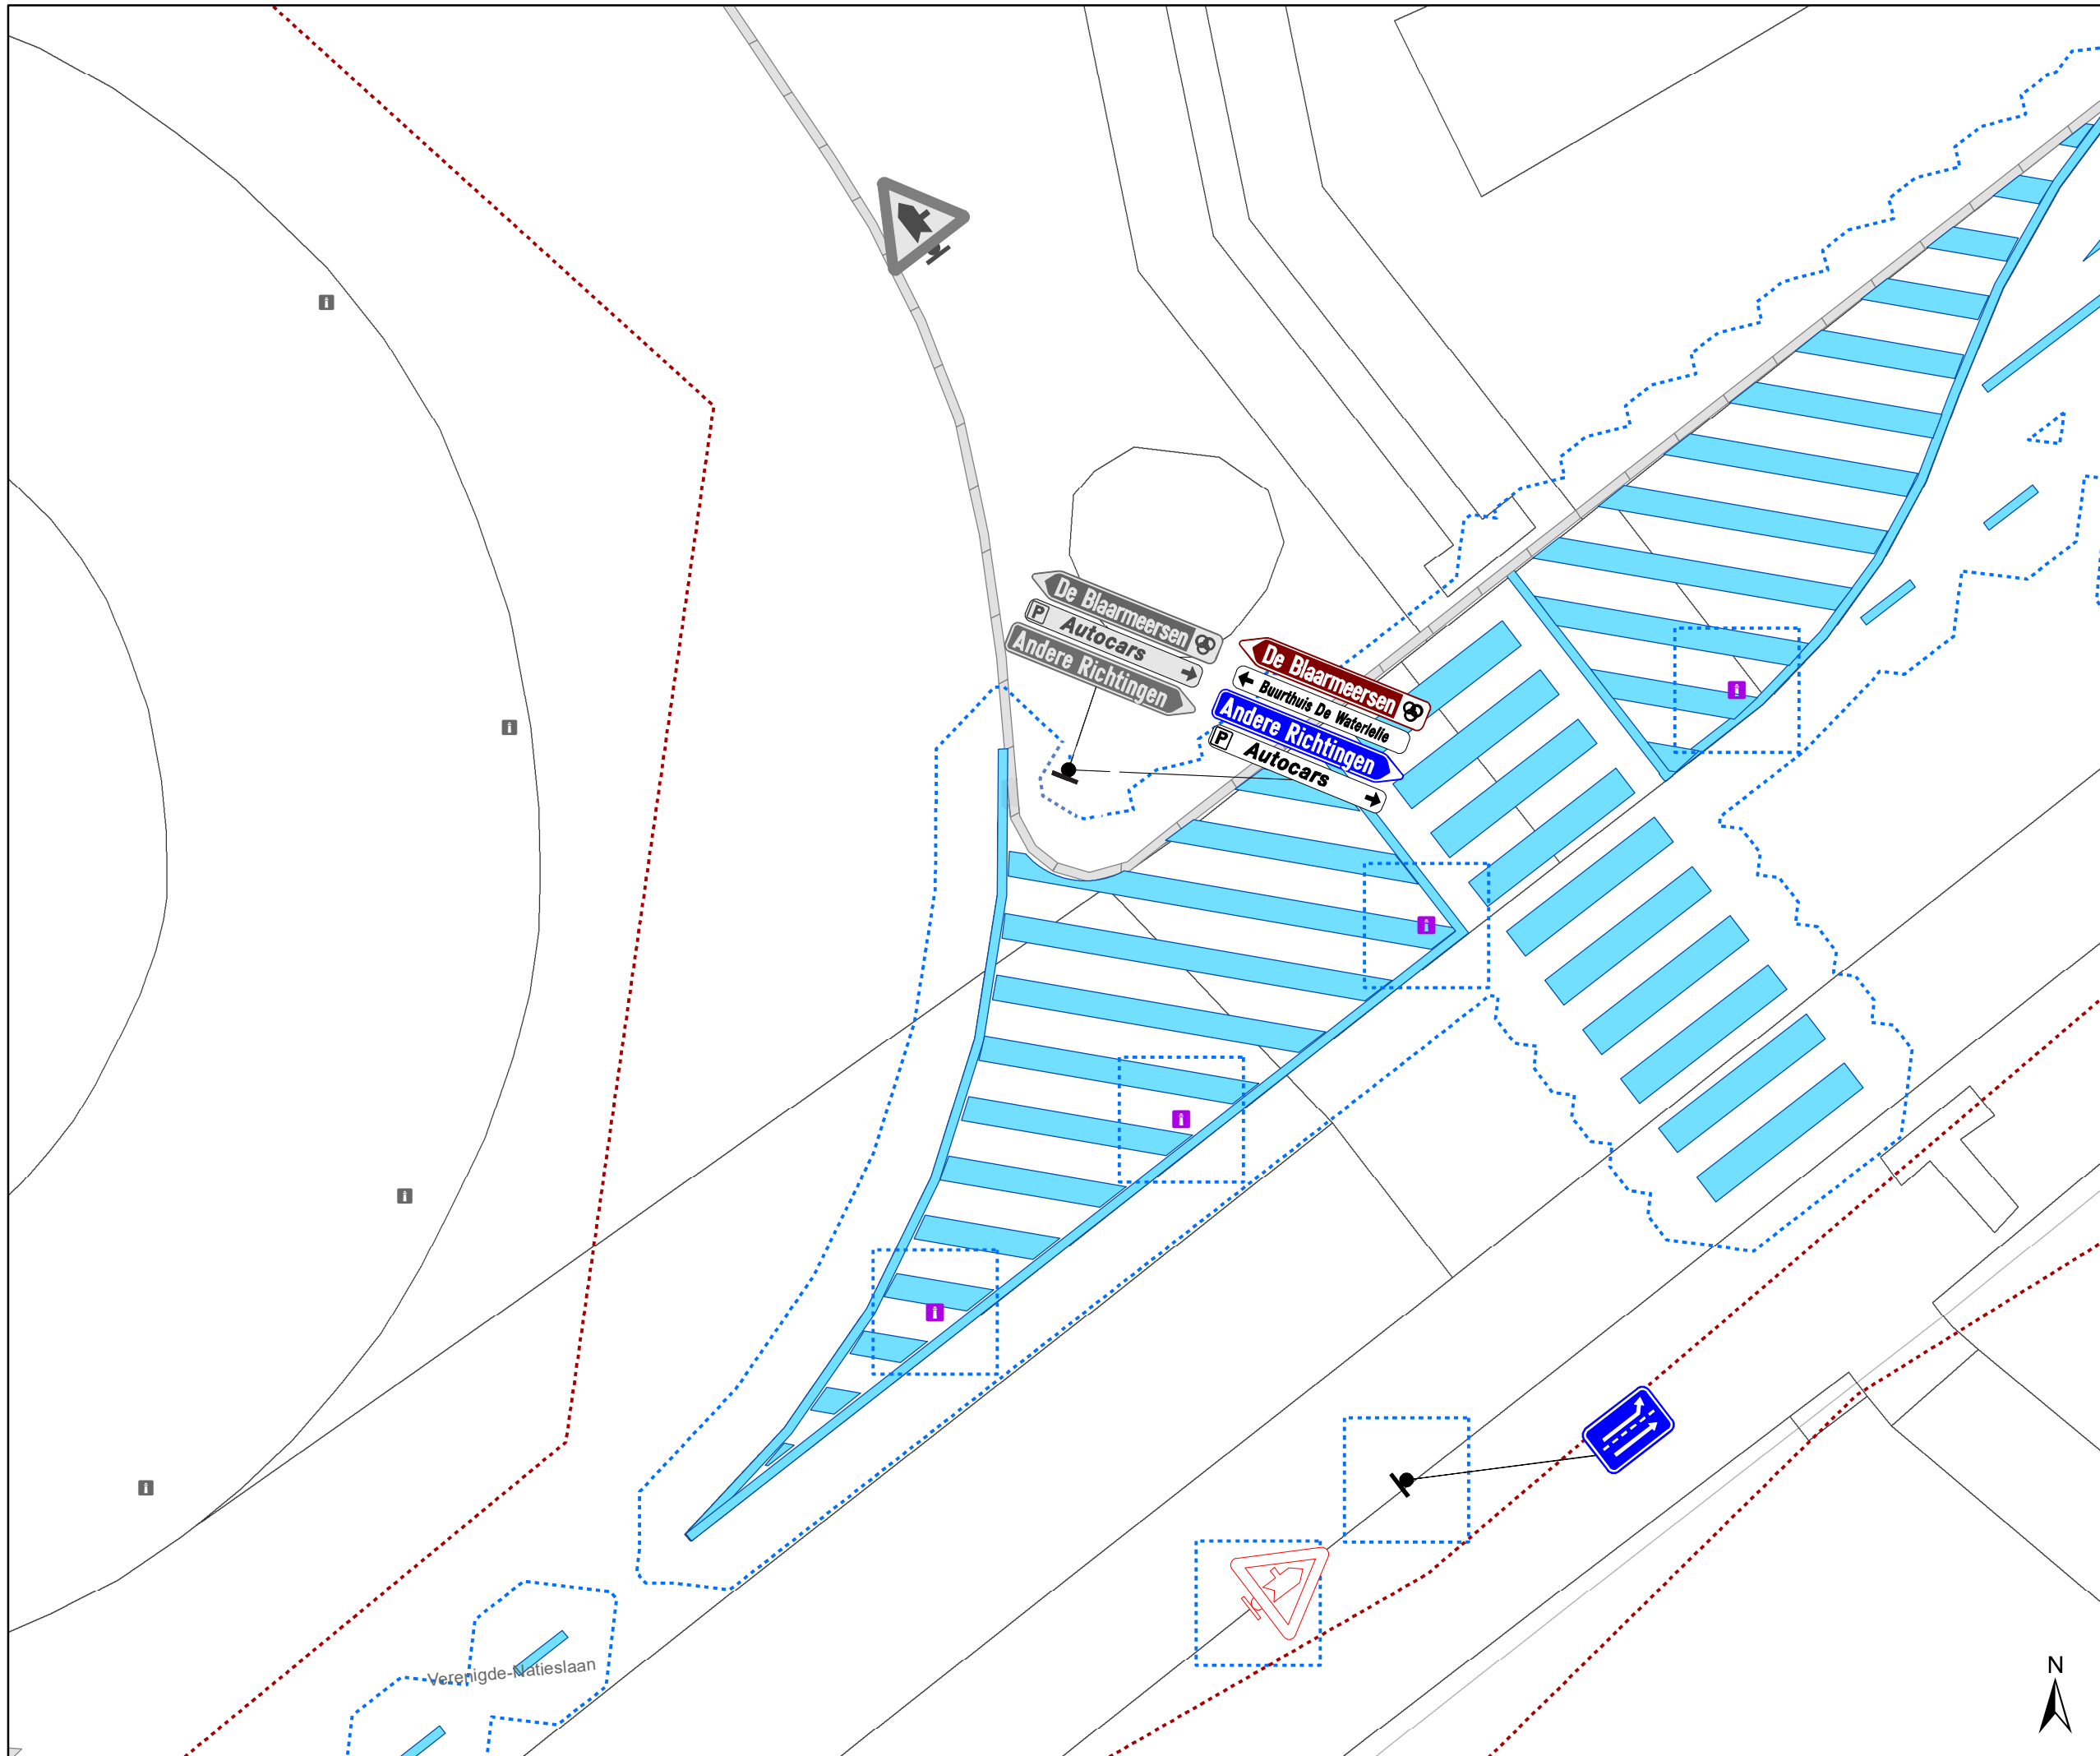 De Blaarmeersen
P Autocars
Andere Richtingen
De Blaarmeersen
Buurthuis De Waterlelie
Andere Richtingen
P Autocars
Verenigde-Natieslaan
N